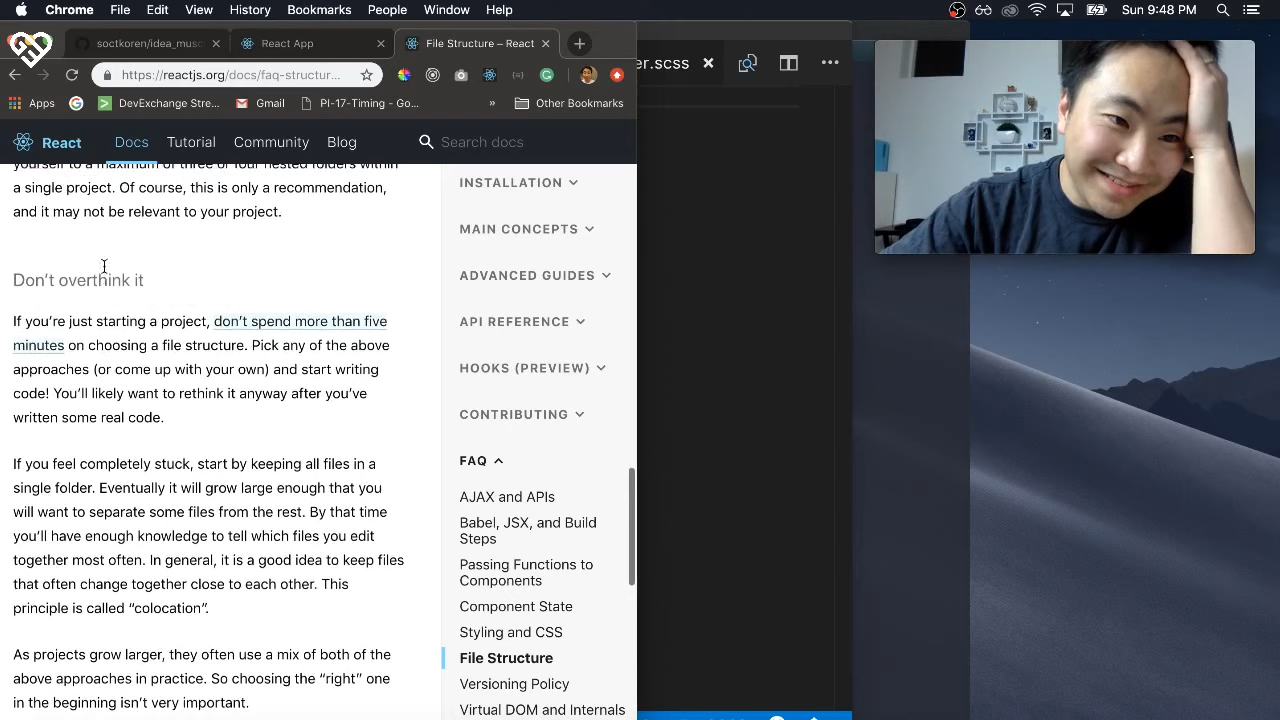 Chrome File Edit View History Bookmarks People Window Help Sun 9:48 PM
soctkoren/idea_musc × React App × File Structure – React × +
er.scss × •••
https://reactjs.org/docs/faq-structur...
Apps DevExchange Stre... Gmail PI-17-Timing - Go... » Other Bookmarks
React Docs Tutorial Community Blog Search docs
yourself to a maximum of three or four nested folders within
a single project. Of course, this is only a recommendation,
and it may not be relevant to your project.
Don’t overthink it
If you’re just starting a project, don’t spend more than five
minutes on choosing a file structure. Pick any of the above
approaches (or come up with your own) and start writing
code! You’ll likely want to rethink it anyway after you’ve
written some real code.
If you feel completely stuck, start by keeping all files in a
single folder. Eventually it will grow large enough that you
will want to separate some files from the rest. By that time
you’ll have enough knowledge to tell which files you edit
together most often. In general, it is a good idea to keep files
that often change together close to each other. This
principle is called “colocation”.
As projects grow larger, they often use a mix of both of the
above approaches in practice. So choosing the “right” one
in the beginning isn’t very important.
INSTALLATION
MAIN CONCEPTS
ADVANCED GUIDES
API REFERENCE
HOOKS (PREVIEW)
CONTRIBUTING
FAQ
AJAX and APIs
Babel, JSX, and Build
Steps
Passing Functions to
Components
Component State
Styling and CSS
File Structure
Versioning Policy
Virtual DOM and Internals